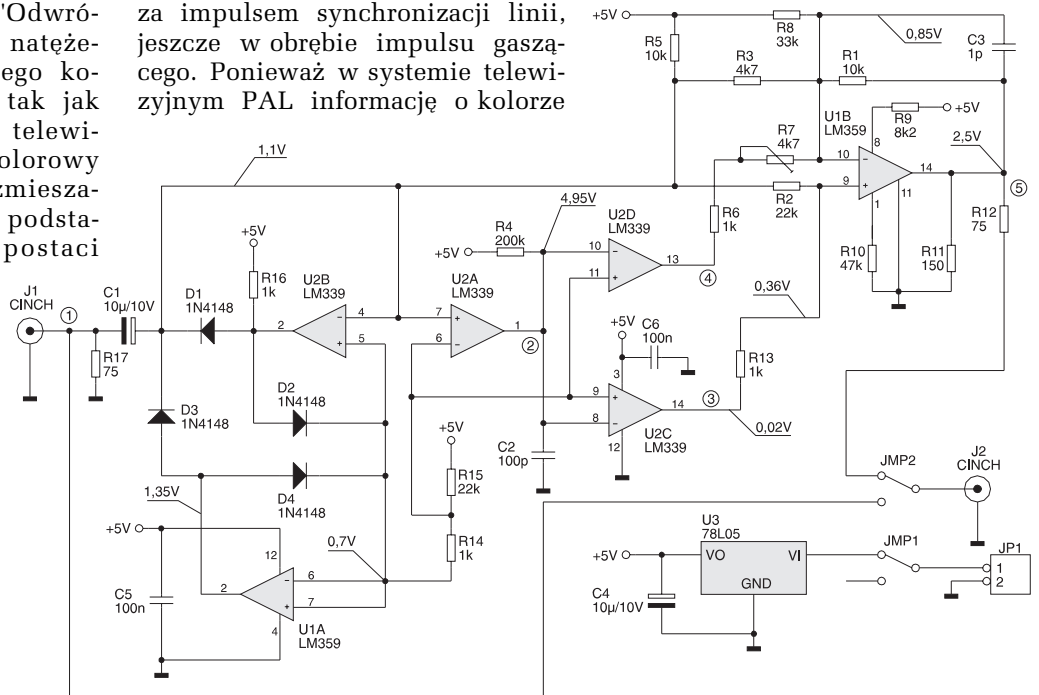 "Odwró-
natęże-
ego ko-
tak jak
telewi-
olorowy
zmiesza-
podsta-
postaci
za impulsem synchronizacji linii,
jeszcze w obrębie impulsu gaszą-
cego. Ponieważ w systemie telewi-
zyjnym PAL informację o kolorze
+5V
R5
10k
R8
33k
0,85V
C3
1p
R3
4k7
R1
10k
U1B
LM359
R9
8k2
+5V
8
2,5V
R7
4k7
10
−
9
+
14
11
1
5
R2
22k
R6
1k
R12
75
R10
47k
R11
150
1,1V
+5V
R16
1k
U2B
LM339
2
4
−
5
+
J1
CINCH
1
C1
10µ/10V
D1
1N4148
R17
75
D2
1N4148
D3
1N4148
D4
1N4148
+5V
R4
200k
4,95V
U2A
LM339
7
+
6
−
1
2
U2D
LM339
10
−
11
+
13
4
0,36V
+5V
C6
100n
3
9
+
8
−
14
3
12
U2C
LM339
R13
1k
0,02V
C2
100p
+5V
R15
22k
R14
1k
1,35V
+5V
12
0,7V
2
6
−
7
+
4
U1A
LM359
C5
100n
JMP2
J2
CINCH
U3
78L05
+5V
VO
VI
GND
C4
10µ/10V
JMP1
JP1
1
2